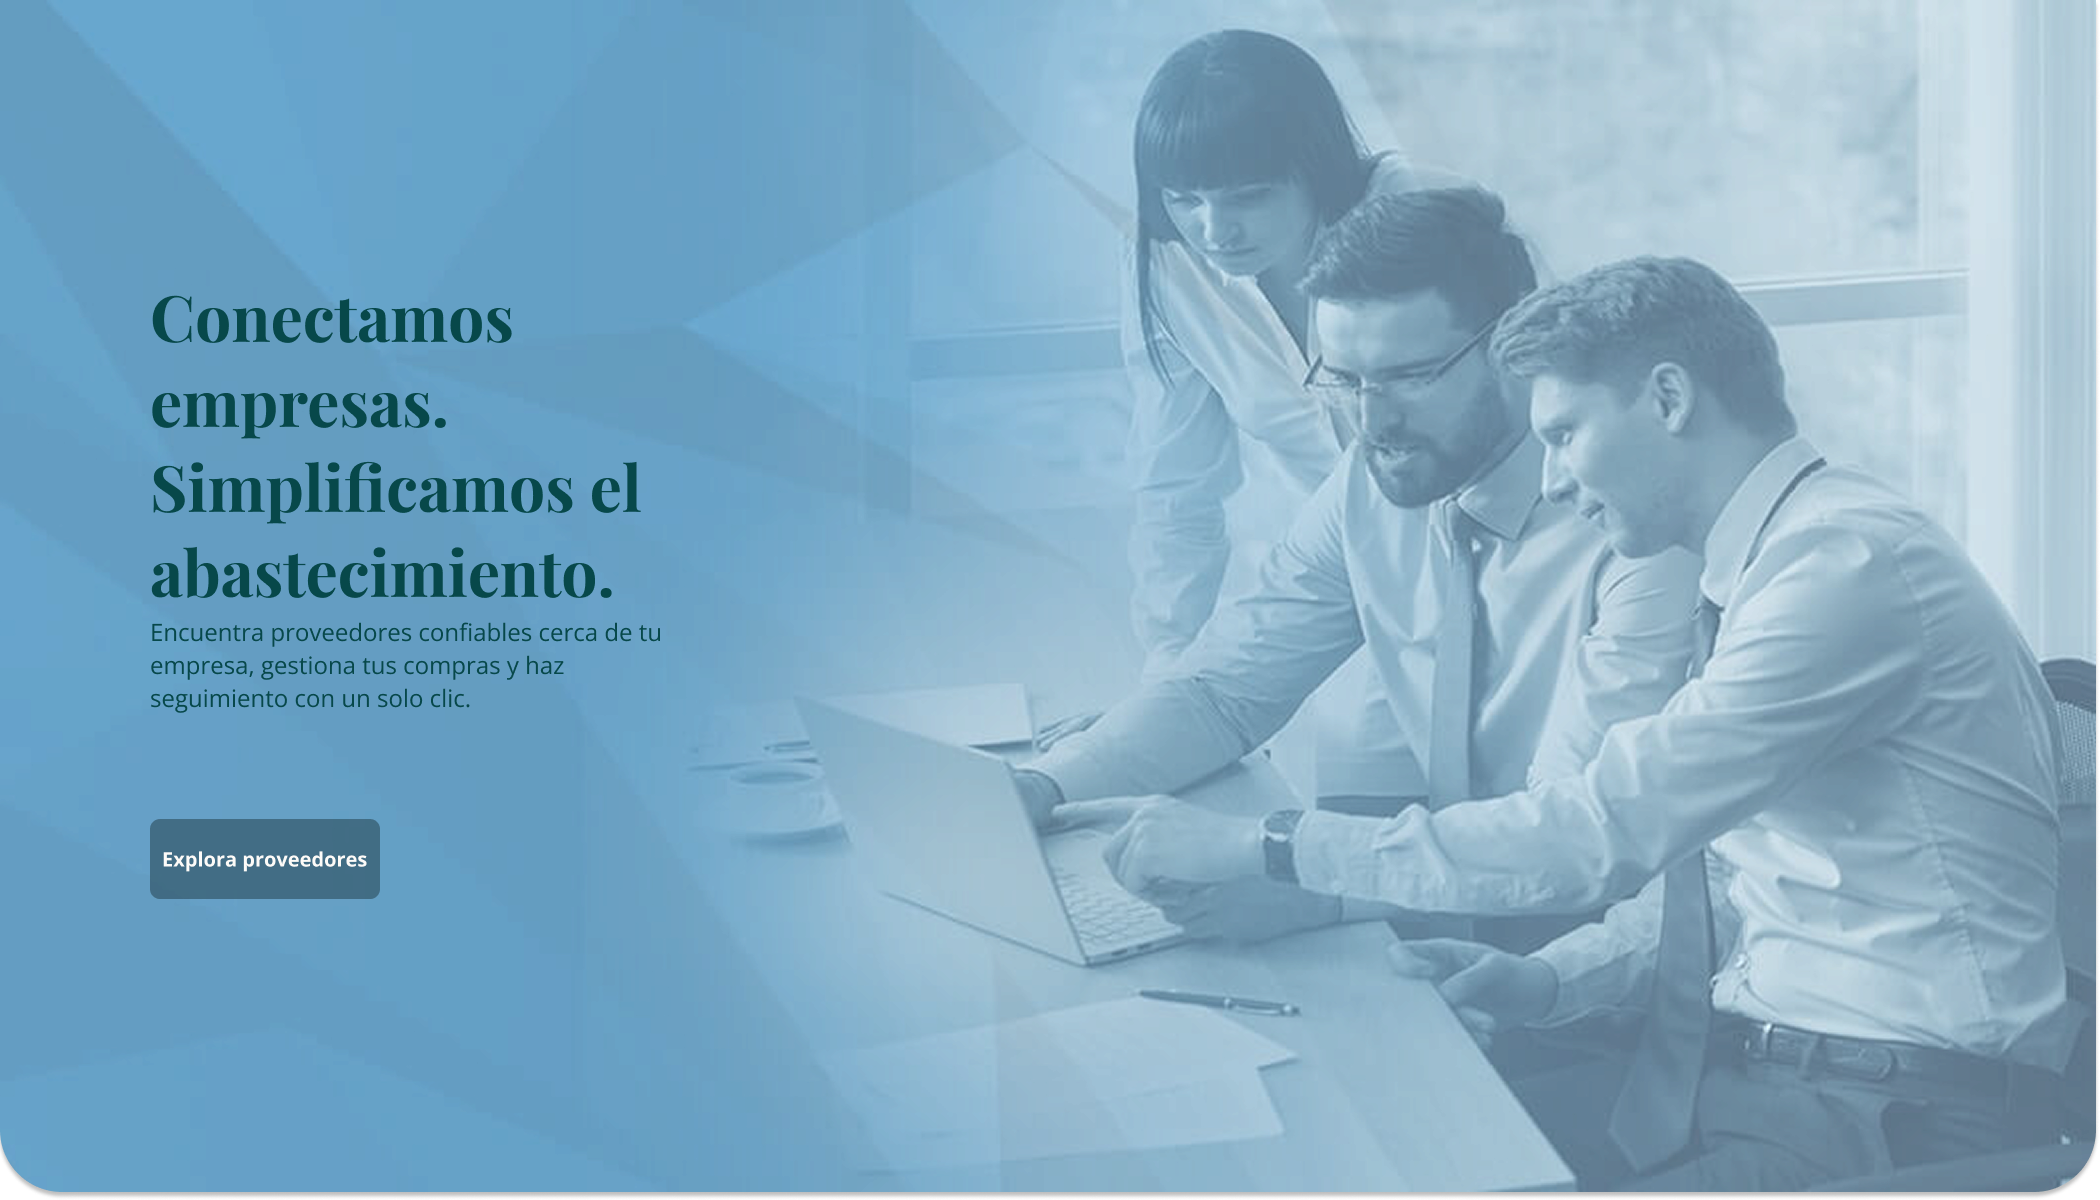 Conectamos
empresas.
Simplificamos el
abastecimiento.
Encuentra proveedores confiables cerca de tu
empresa, gestiona tus compras y haz
seguimiento con un solo clic.
Explora proveedores